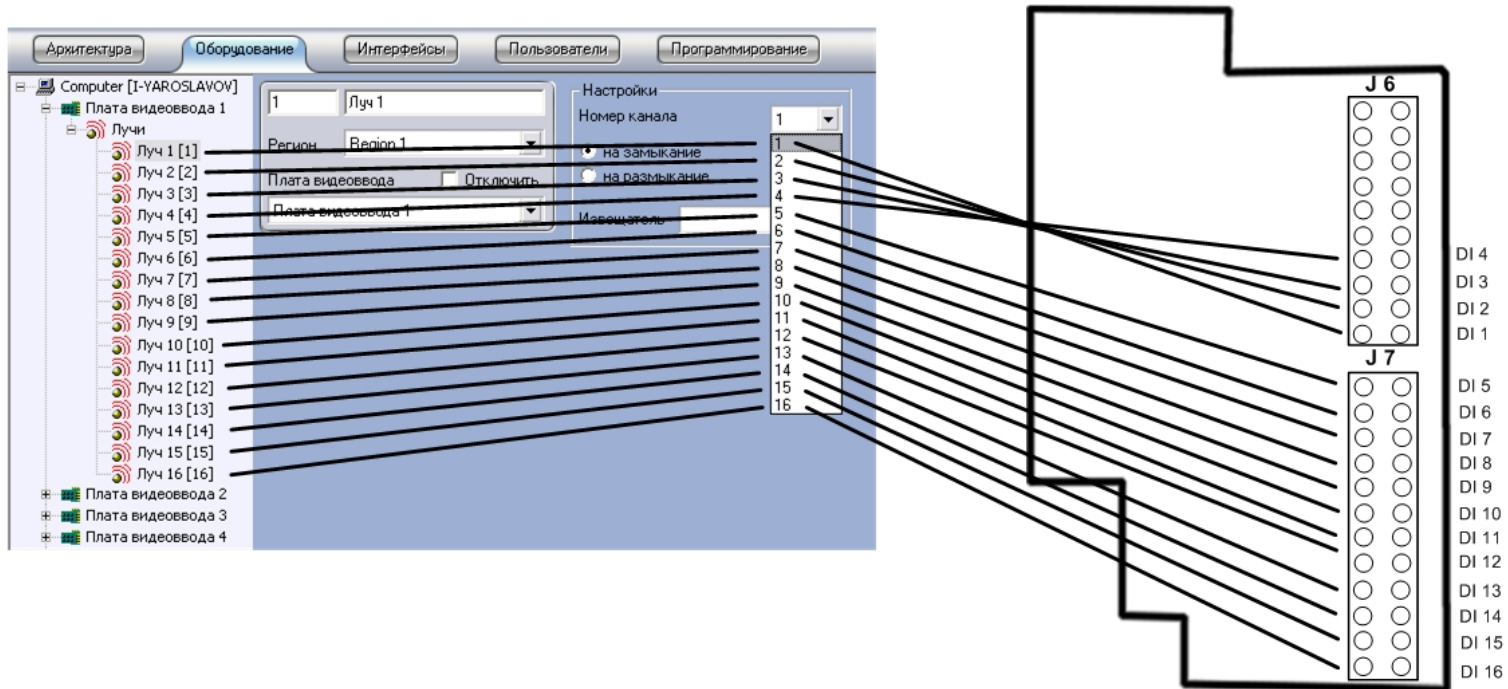 Архитектура Оборудование Интерфейсы Пользователи Программирование
Computer [I-YAROSLAVOV]
Плата видеоввода 1
Лучи
Луч 1 [1]
Луч 2 [2]
Луч 3 [3]
Луч 4 [4]
Луч 5 [5]
Луч 6 [6]
Луч 7 [7]
Луч 8 [8]
Луч 9 [9]
Луч 10 [10]
Луч 11 [11]
Луч 12 [12]
Луч 13 [13]
Луч 14 [14]
Луч 15 [15]
Луч 16 [16]
Плата видеоввода 2
Плата видеоввода 3
Плата видеоввода 4
1 Луч 1
Регион Region 1
Плата видеоввода Отключить
Плата видеоввода 1
Настройки
Номер канала 1
на замыкание
на размыкание
Извещатель
1
2
3
4
5
6
7
8
9
10
11
12
13
14
15
16
J 6
DI 4
DI 3
DI 2
DI 1
J 7
DI 5
DI 6
DI 7
DI 8
DI 9
DI 10
DI 11
DI 12
DI 13
DI 14
DI 15
DI 16